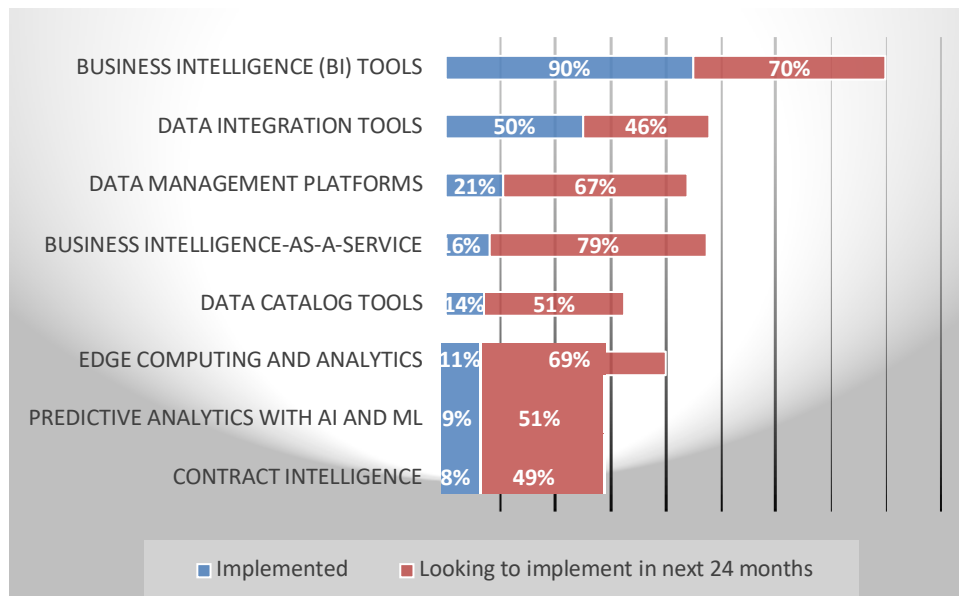 BUSINESS INTELLIGENCE (BI) TOOLS 90% 70%
DATA INTEGRATION TOOLS 50% 46%
DATA MANAGEMENT PLATFORMS 21% 67%
BUSINESS INTELLIGENCE-AS-A-SERVICE 16% 79%
DATA CATALOG TOOLS 14% 51%
EDGE COMPUTING AND ANALYTICS 11% 69%
PREDICTIVE ANALYTICS WITH AI AND ML 9% 51%
CONTRACT INTELLIGENCE 8% 49%
Implemented Looking to implement in next 24 months